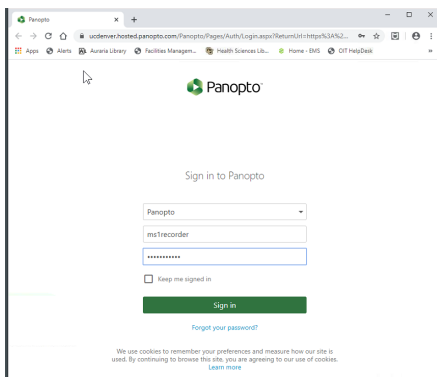 Panopto
ucdenver.hosted.panopto.com/Panopto/Pages/Auth/Login.aspx?ReturnUrl=https%3A%2...
Apps Alerts Auraria Library Facilities Managem... Health Sciences Lib... Home - EMS OIT HelpDesk
Panopto
Sign in to Panopto
Panopto
ms1recorder
•••••••••••
Keep me signed in
Sign in
Forgot your password?
We use cookies to remember your preferences and measure how our site is
used. By continuing to browse this site, you are agreeing to our use of cookies.
Learn more